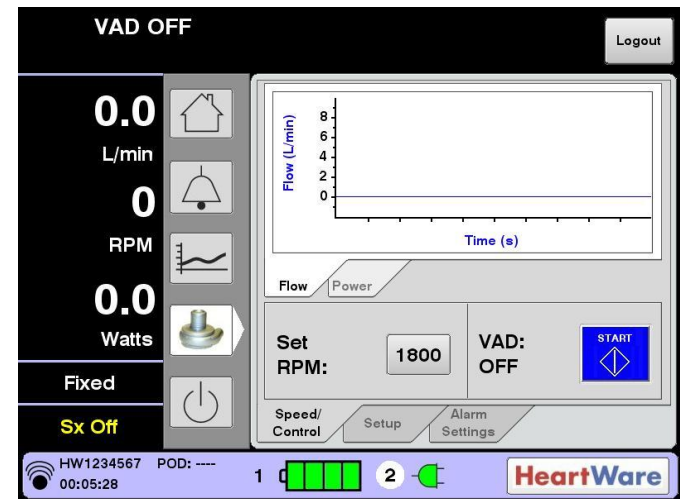 VAD OFF
Logout
0.0
L/min
0
RPM
0.0
Watts
Fixed
Sx Off
Flow (L/min)
8
6
4
2
0
Time (s)
Flow
Power
Set
RPM:
1800
VAD:
OFF
START
Speed/
Control
Setup
Alarm
Settings
HW1234567 POD: ----
00:05:28
1
2
HeartWare